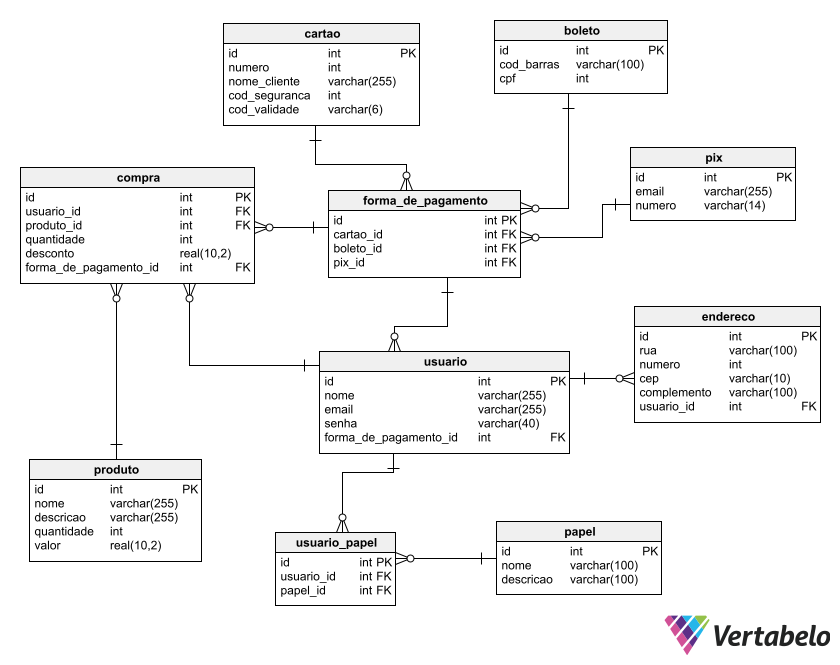 cartao
id int PK
numero int
nome_cliente varchar(255)
cod_seguranca int
cod_validade varchar(6)
boleto
id int PK
cod_barras varchar(100)
cpf int
pix
id int PK
email varchar(255)
numero varchar(14)
compra
id int PK
usuario_id int FK
produto_id int FK
quantidade int
desconto real(10,2)
forma_de_pagamento_id int FK
forma_de_pagamento
id int PK
cartao_id int FK
boleto_id int FK
pix_id int FK
endereco
id int PK
rua varchar(100)
numero int
cep varchar(10)
complemento varchar(100)
usuario_id int FK
usuario
id int PK
nome varchar(255)
email varchar(255)
senha varchar(40)
forma_de_pagamento_id int FK
produto
id int PK
nome varchar(255)
descricao varchar(255)
quantidade int
valor real(10,2)
usuario_papel
id int PK
usuario_id int FK
papel_id int FK
papel
id int PK
nome varchar(100)
descricao varchar(100)
Vertabelo